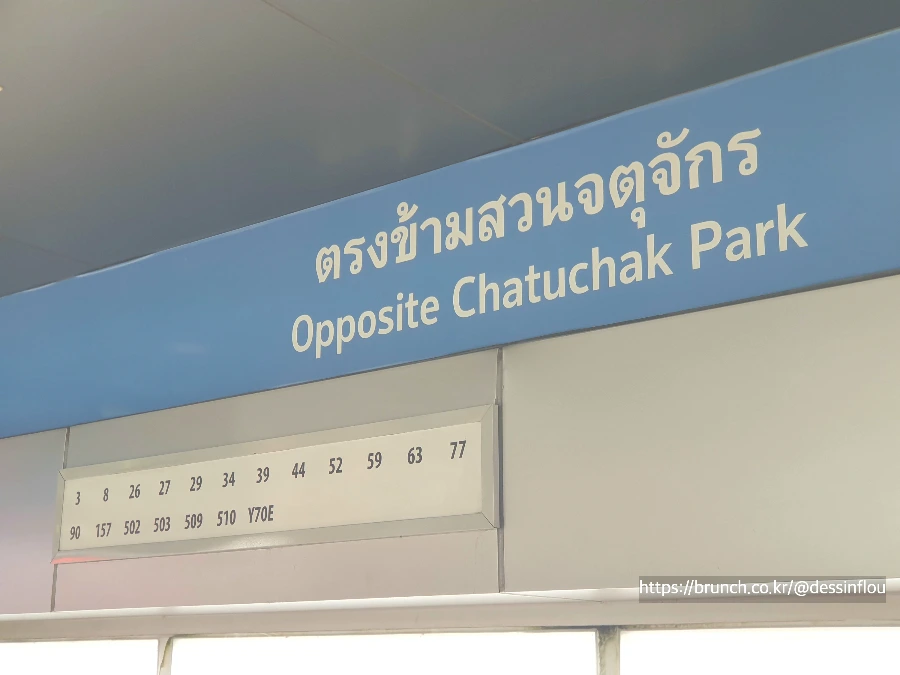 ตรงข้ามสวนจตุจักร
Opposite Chatuchak Park
3 8 26 27 29 34 39 44 52 59 63 77
90 157 502 503 509 510 Y70E
https://brunch.co.kr/@dessinflou